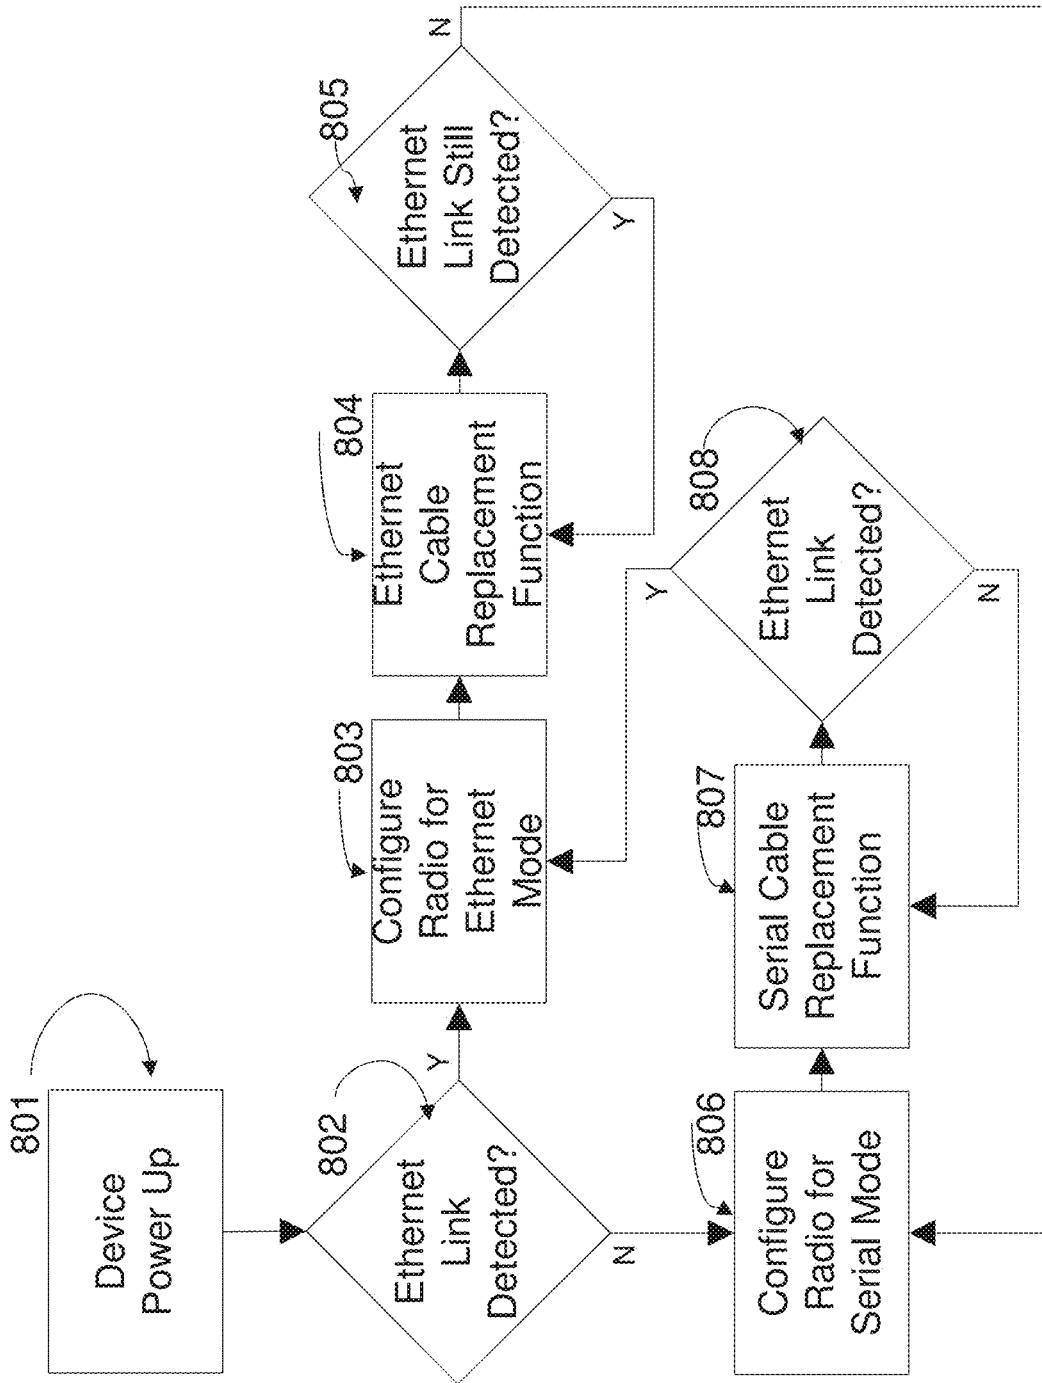 801
Device
Power Up
802
Ethernet
Link
Detected?
Y
N
803
Configure
Radio for
Ethernet
Mode
804
Ethernet
Cable
Replacement
Function
805
Ethernet
Link Still
Detected?
N
Y
806
Configure
Radio for
Serial Mode
807
Serial Cable
Replacement
Function
808
Ethernet
Link
Detected?
Y
N